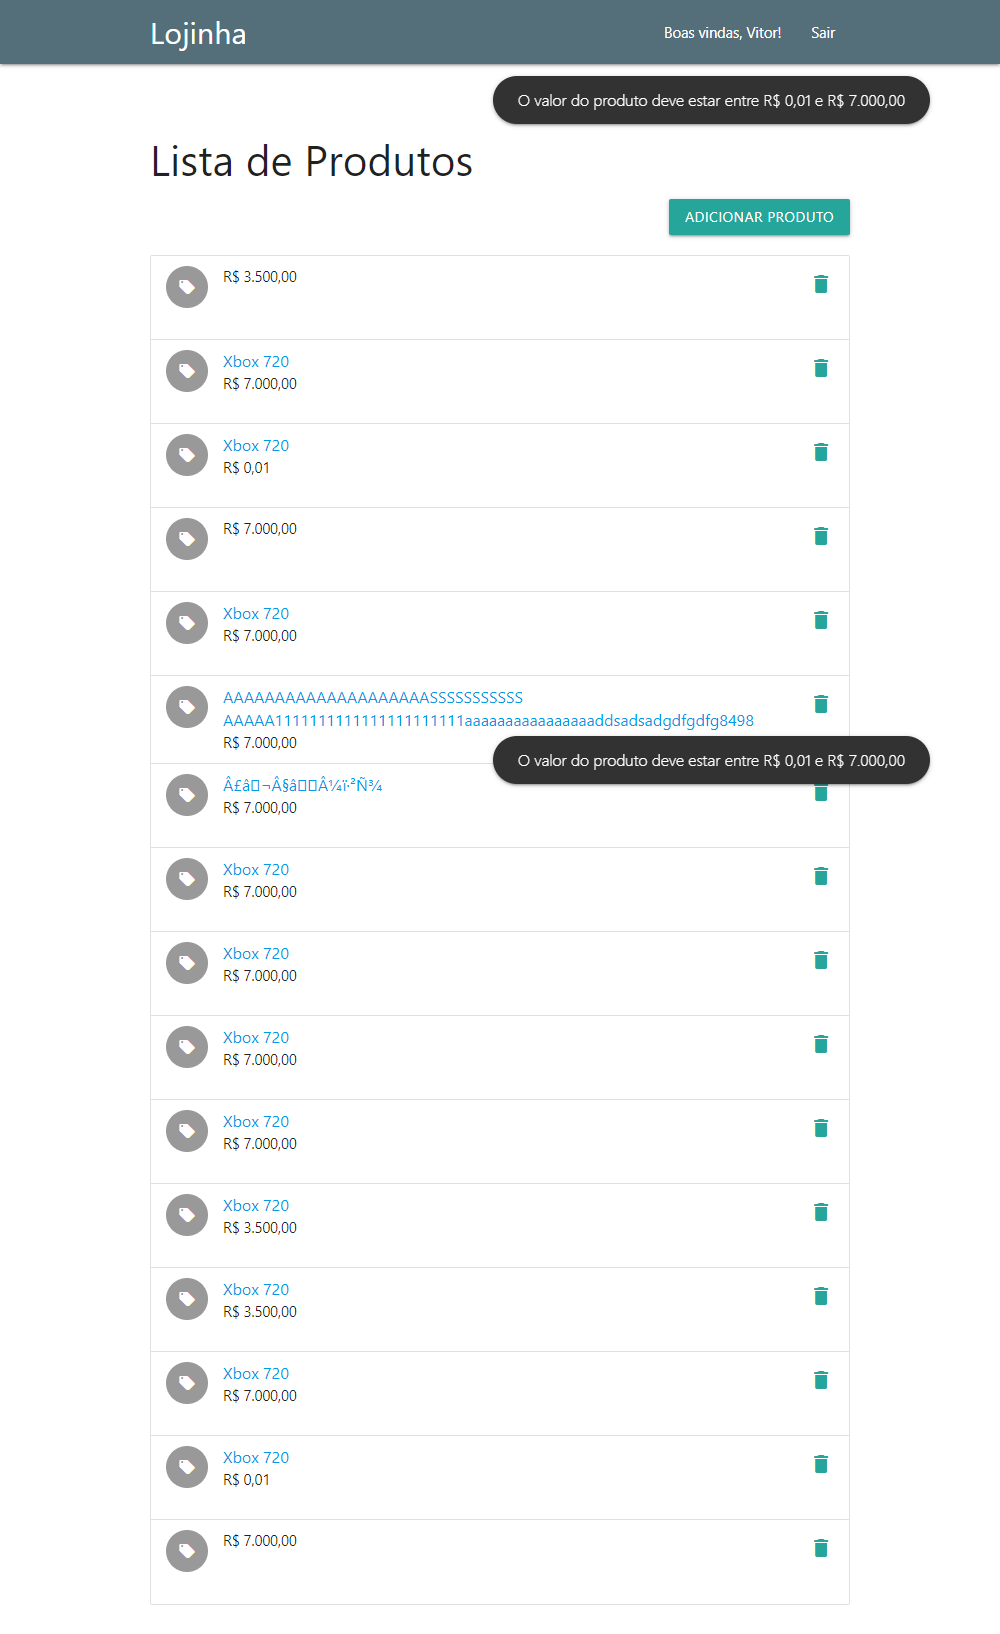 Lojinha
Boas vindas, Vitor!
Sair
O valor do produto deve estar entre R$ 0,01 e R$ 7.000,00
Lista de Produtos
ADICIONAR PRODUTO
R$ 3.500,00
Xbox 720
R$ 7.000,00
Xbox 720
R$ 0,01
R$ 7.000,00
Xbox 720
R$ 7.000,00
AAAAAAAAAAAAAAAAAAAASSSSSSSSSSS
AAAAA1111111111111111111111aaaaaaaaaaaaaaaaddsadsadgdfgdfg8498
R$ 7.000,00
O valor do produto deve estar entre R$ 0,01 e R$ 7.000,00
Â£â¬Â§âÂ¼ï·²Ñ¾
R$ 7.000,00
Xbox 720
R$ 7.000,00
Xbox 720
R$ 7.000,00
Xbox 720
R$ 7.000,00
Xbox 720
R$ 7.000,00
Xbox 720
R$ 3.500,00
Xbox 720
R$ 3.500,00
Xbox 720
R$ 7.000,00
Xbox 720
R$ 0,01
R$ 7.000,00